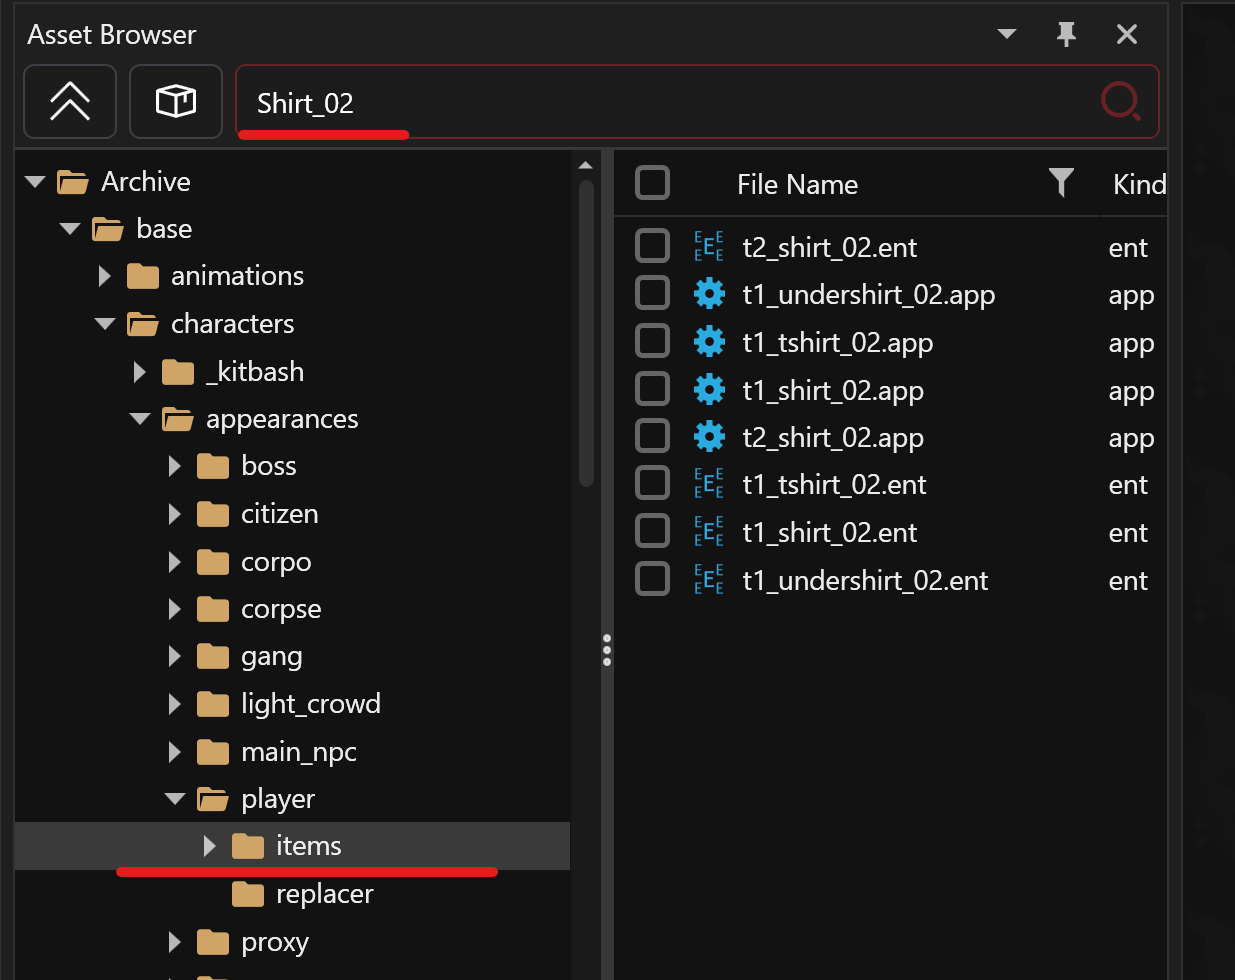 Asset Browser
Shirt_02
Archive
base
animations
characters
_kitbash
appearances
boss
citizen
corpo
corpse
gang
light_crowd
main_npc
player
items
replacer
proxy
File Name Kind
t2_shirt_02.ent ent
t1_undershirt_02.app app
t1_tshirt_02.app app
t1_shirt_02.app app
t2_shirt_02.app app
t1_tshirt_02.ent ent
t1_shirt_02.ent ent
t1_undershirt_02.ent ent